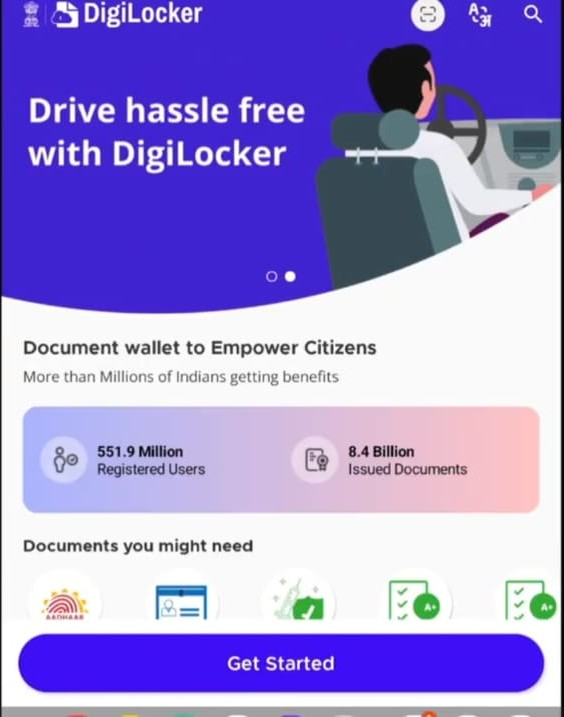 DigiLocker
A अ
Drive hassle free
with DigiLocker
Document wallet to Empower Citizens
More than Millions of Indians getting benefits
551.9 Million
Registered Users
8.4 Billion
Issued Documents
Documents you might need
AADHAAR
A+
A+
Get Started